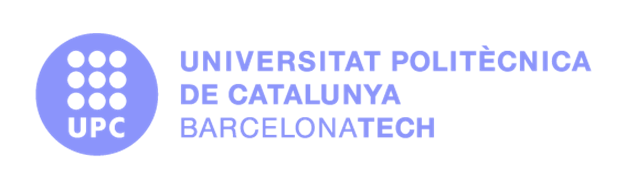 UPC
UNIVERSITAT POLITÈCNICA
DE CATALUNYA
BARCELONATECH